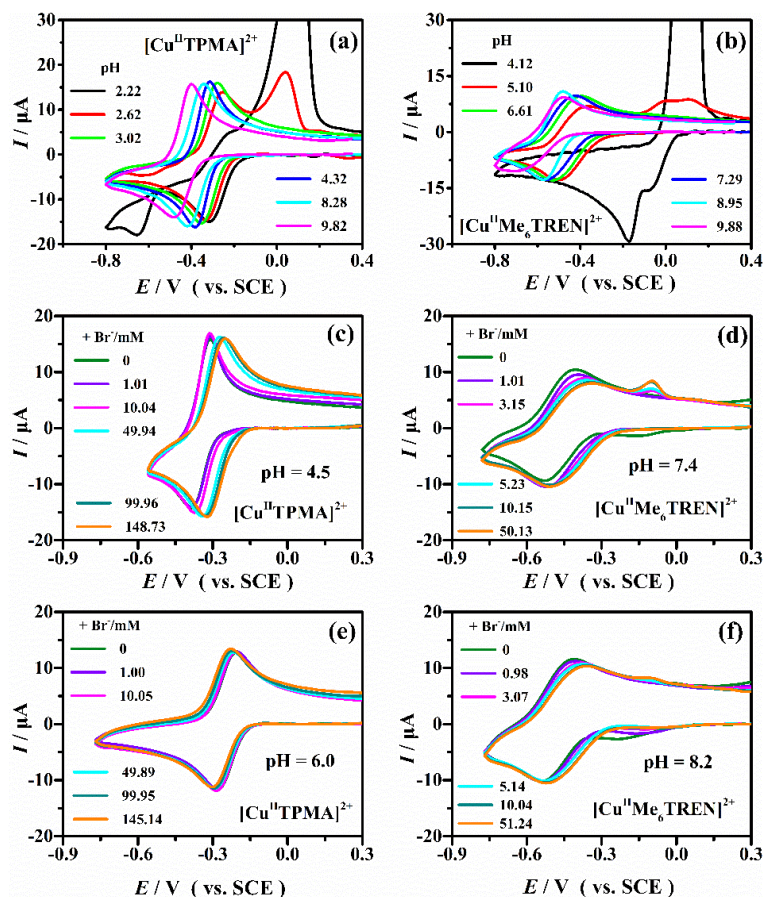 (a)
[CuᴵᴵTPMA]²⁺
pH
2.22
2.62
3.02
4.32
8.28
9.82
30
20
10
0
-10
-20
I / μA
-0.8 -0.4 0.0 0.4
E / V ( vs. SCE)
(b)
pH
4.12
5.10
6.61
7.29
8.95
9.88
[CuᴵᴵMe₆TREN]²⁺
30
15
0
-15
-30
I / μA
-0.8 -0.4 0.0 0.4
E / V ( vs. SCE)
(c)
+ Br⁻/mM
0
1.01
10.04
49.94
99.96
148.73
pH = 4.5
[CuᴵᴵTPMA]²⁺
20
10
0
-10
-20
I / μA
-0.9 -0.6 -0.3 0.0 0.3
E / V ( vs. SCE)
(d)
+ Br⁻/mM
0
1.01
3.15
5.23
10.15
50.13
pH = 7.4
[CuᴵᴵMe₆TREN]²⁺
20
10
0
-10
-20
I / μA
-0.9 -0.6 -0.3 0.0 0.3
E / V ( vs. SCE)
(e)
+ Br⁻/mM
0
1.00
10.05
49.89
99.95
145.14
pH = 6.0
[CuᴵᴵTPMA]²⁺
20
10
0
-10
-20
I / μA
-0.9 -0.6 -0.3 0.0 0.3
E / V ( vs. SCE)
(f)
+ Br⁻/mM
0
0.98
3.07
5.14
10.04
51.24
pH = 8.2
[CuᴵᴵMe₆TREN]²⁺
20
10
0
-10
-20
I / μA
-0.9 -0.6 -0.3 0.0 0.3
E / V ( vs. SCE)